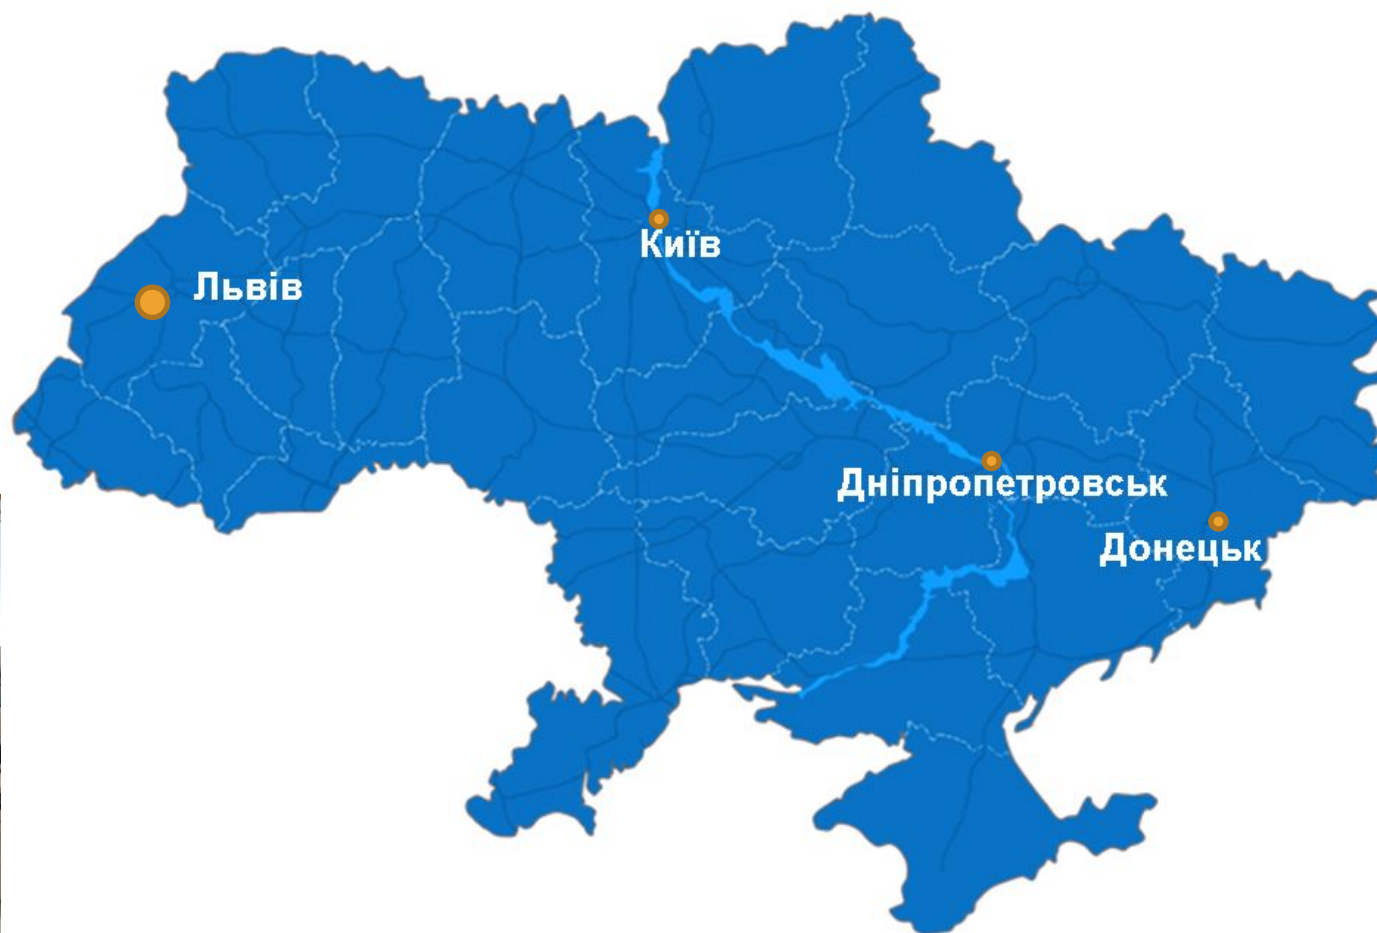 Київ
Львів
Дніпропетровськ
Донецьк